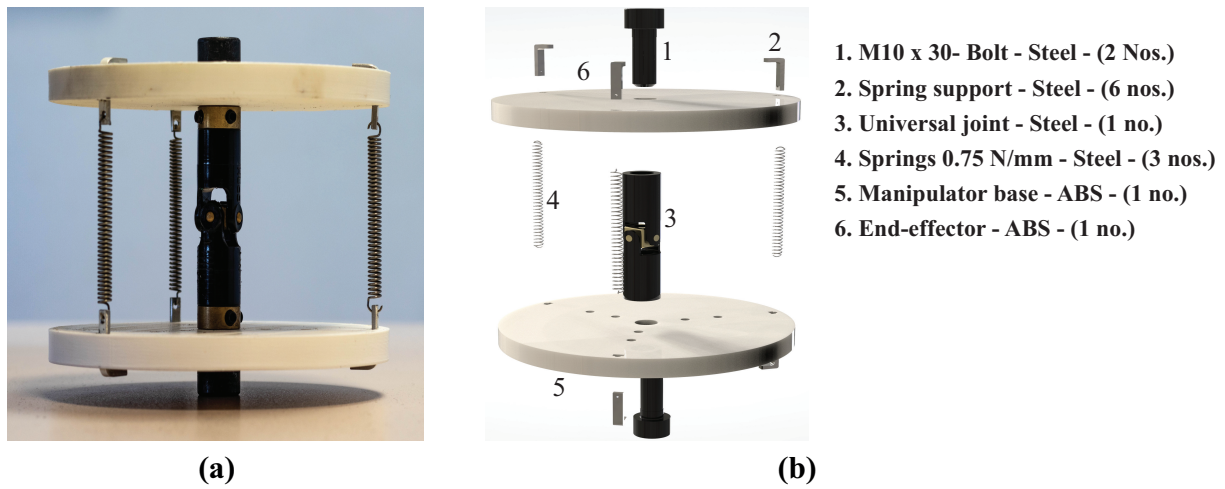 1
2
6
4
3
5
1. M10 x 30- Bolt - Steel - (2 Nos.)
2. Spring support - Steel - (6 nos.)
3. Universal joint - Steel - (1 no.)
4. Springs 0.75 N/mm - Steel - (3 nos.)
5. Manipulator base - ABS - (1 no.)
6. End-effector - ABS - (1 no.)
(a)
(b)